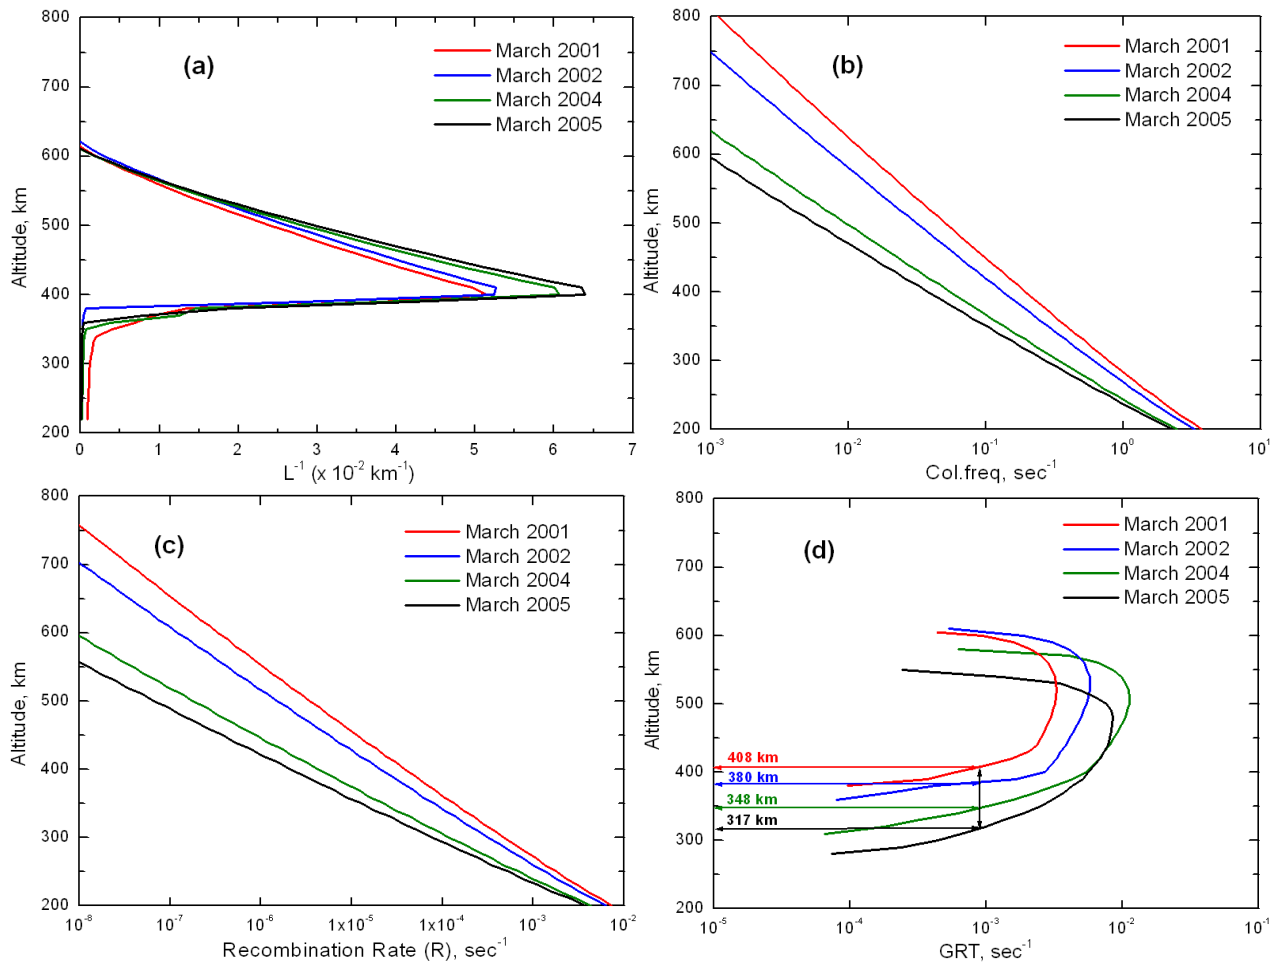 800
700
600
500
400
300
200
Altitude, km
(a)
March 2001
March 2002
March 2004
March 2005
0 1 2 3 4 5 6 7
L⁻¹ (x 10⁻² km⁻¹)
800
700
600
500
400
300
200
Altitude, km
(b)
March 2001
March 2002
March 2004
March 2005
10⁻³ 10⁻² 10⁻¹ 10⁰ 10¹
Col.freq, sec⁻¹
800
700
600
500
400
300
200
Altitude, km
(c)
March 2001
March 2002
March 2004
March 2005
10⁻⁸ 10⁻⁷ 10⁻⁶ 1x10⁻⁵ 1x10⁻⁴ 10⁻³ 10⁻²
Recombination Rate (R), sec⁻¹
800
700
600
500
400
300
200
Altitude, km
(d)
March 2001
March 2002
March 2004
March 2005
408 km
380 km
348 km
317 km
10⁻⁵ 10⁻⁴ 10⁻³ 10⁻² 10⁻¹
GRT, sec⁻¹